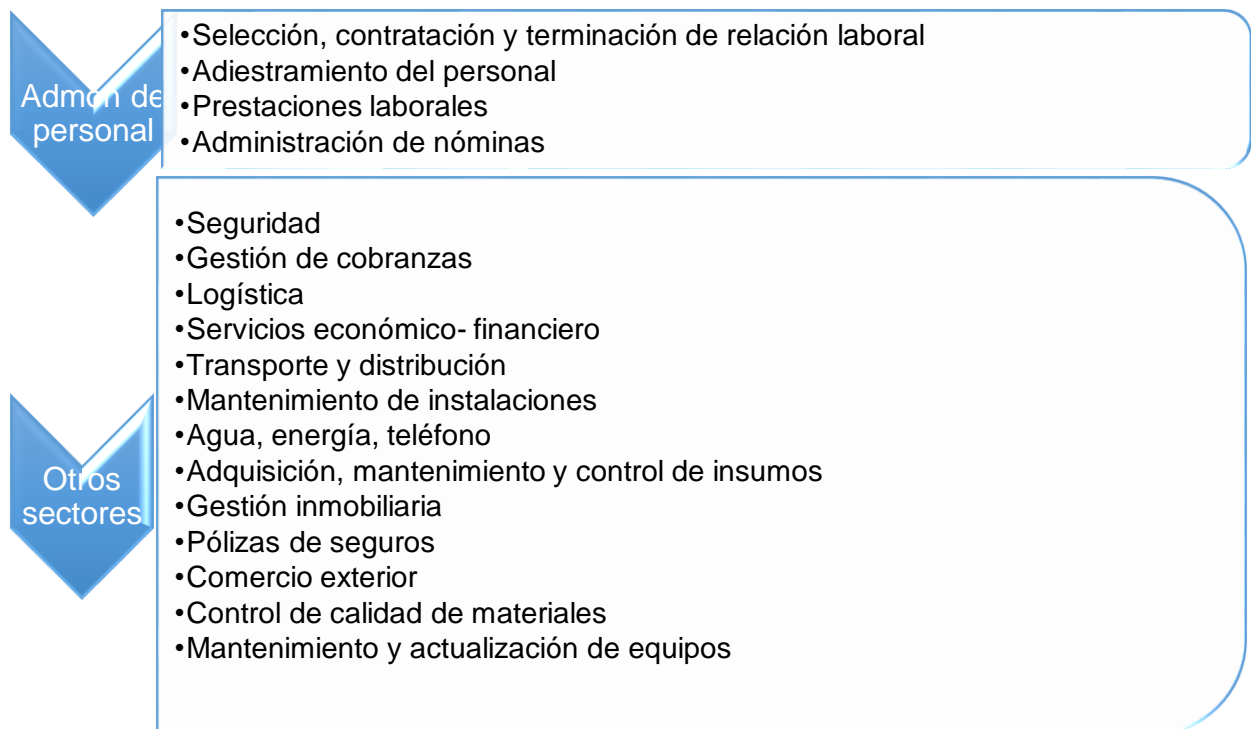 Admón de
personal
•Selección, contratación y terminación de relación laboral
•Adiestramiento del personal
•Prestaciones laborales
•Administración de nóminas
Otros
sectores
•Seguridad
•Gestión de cobranzas
•Logística
•Servicios económico- financiero
•Transporte y distribución
•Mantenimiento de instalaciones
•Agua, energía, teléfono
•Adquisición, mantenimiento y control de insumos
•Gestión inmobiliaria
•Pólizas de seguros
•Comercio exterior
•Control de calidad de materiales
•Mantenimiento y actualización de equipos